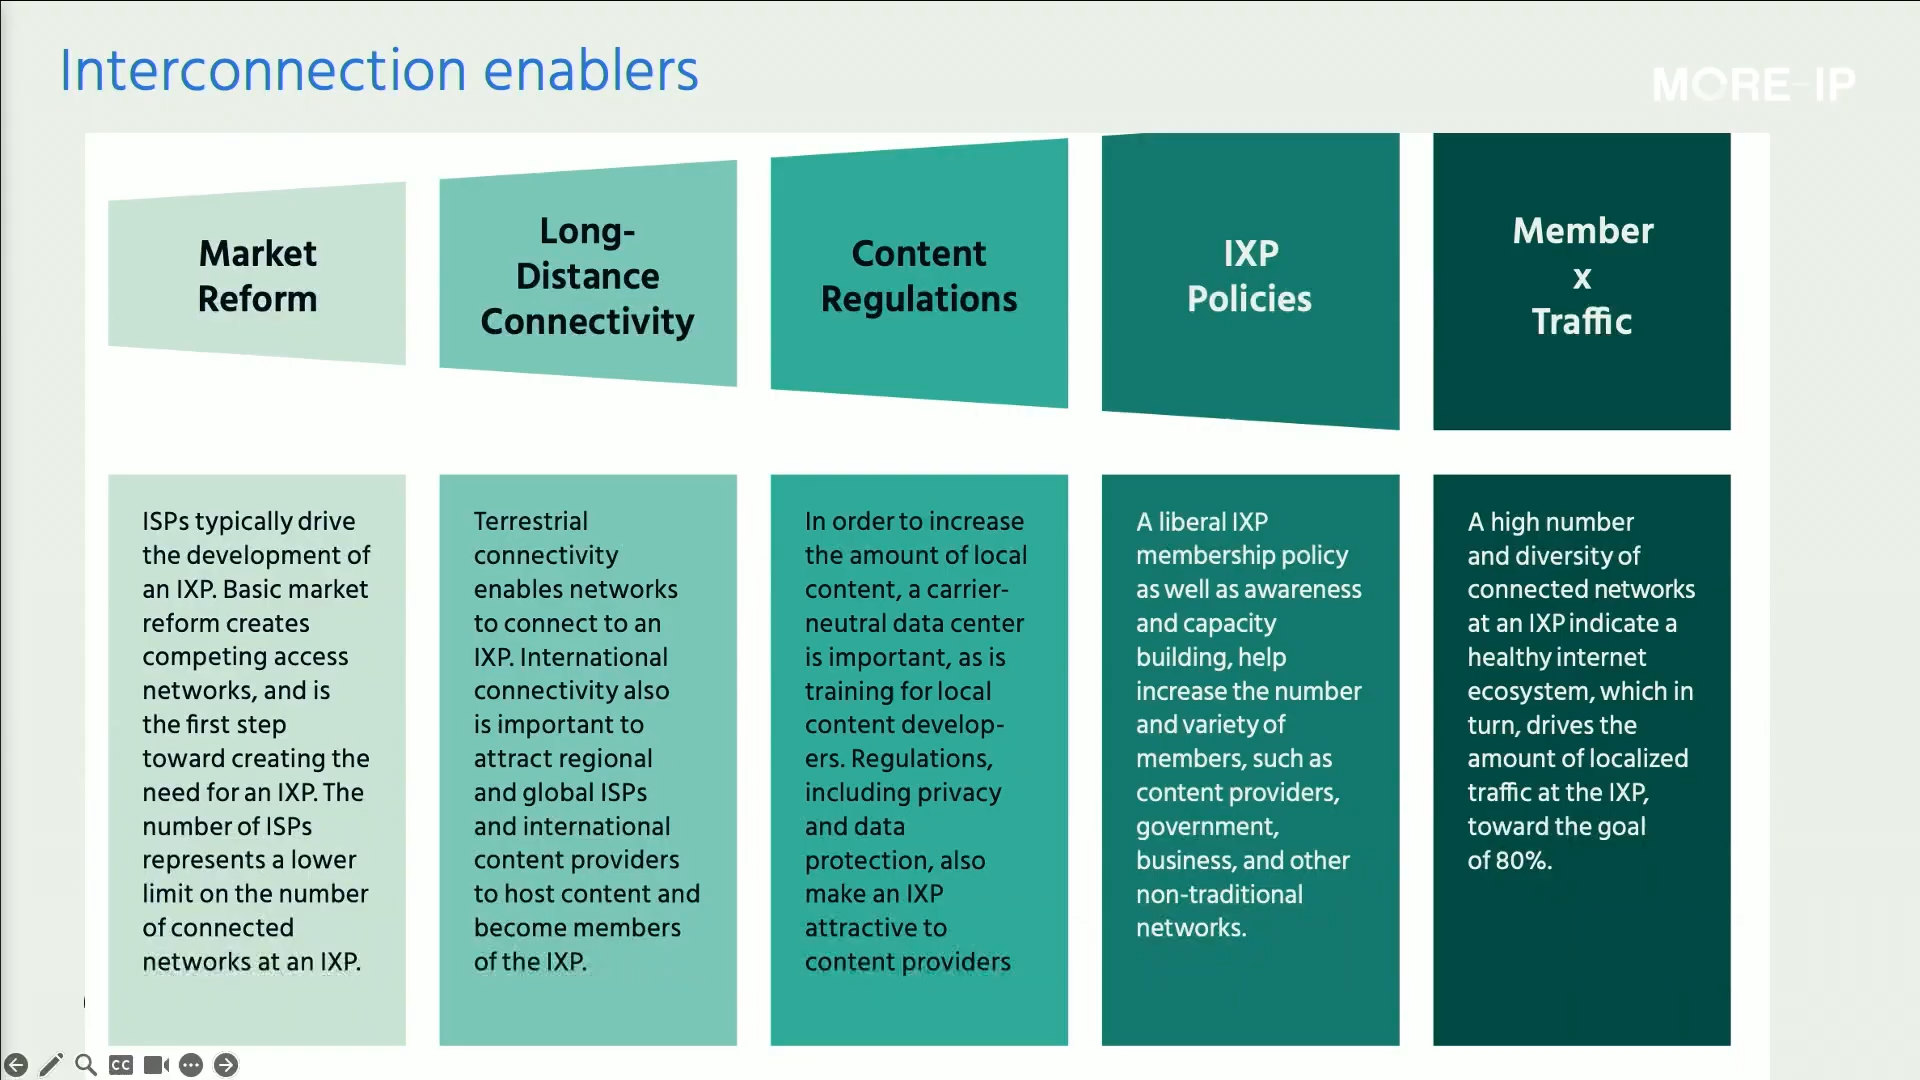 Interconnection enablers
MORE-IP
Market
Reform
Long-
Distance
Connectivity
Content
Regulations
IXP
Policies
Member
x
Traffic
ISPs typically drive
the development of
an IXP. Basic market
reform creates
competing access
networks, and is
the first step
toward creating the
need for an IXP. The
number of ISPs
represents a lower
limit on the number
of connected
networks at an IXP.
Terrestrial
connectivity
enables networks
to connect to an
IXP. International
connectivity also
is important to
attract regional
and global ISPs
and international
content providers
to host content and
become members
of the IXP.
In order to increase
the amount of local
content, a carrier-
neutral data center
is important, as is
training for local
content develop-
ers. Regulations,
including privacy
and data
protection, also
make an IXP
attractive to
content providers
A liberal IXP
membership policy
as well as awareness
and capacity
building, help
increase the number
and variety of
members, such as
content providers,
government,
business, and other
non-traditional
networks.
A high number
and diversity of
connected networks
at an IXP indicate a
healthy internet
ecosystem, which in
turn, drives the
amount of localized
traffic at the IXP,
toward the goal
of 80%.
CC